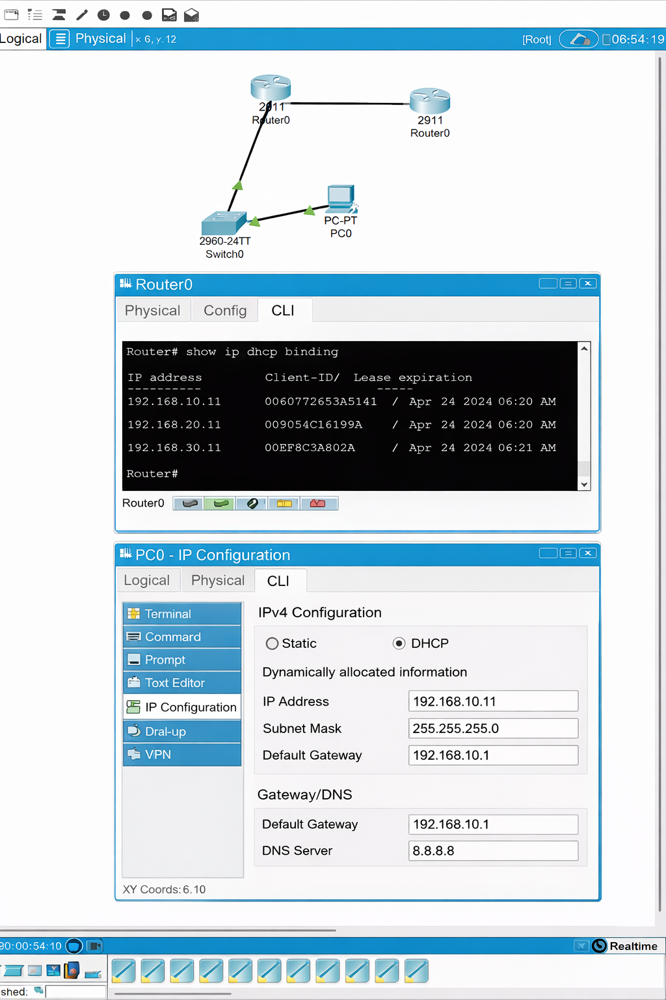 Logical Physical x 6, y.12 [Root] 06:54:19
2911
Router0
2911
Router0
PC-PT
PC0
2960-24TT
Switch0
Router0
Physical Config CLI
Router# show ip dhcp binding
IP address Client-ID/ Lease expiration
---------- -----
192.168.10.11 0060772653A5141 / Apr 24 2024 06:20 AM
192.168.20.11 009054C16199A / Apr 24 2024 06:20 AM
192.168.30.11 00EF8C3A802A / Apr 24 2024 06:21 AM
Router#
Router0
PC0 - IP Configuration
Logical Physical CLI
Terminal
Command
Prompt
Toxt Editor
IP Configuration
Dral-up
VPN
IPv4 Configuration
Static DHCP
Dynamically allocated information
IP Address 192.168.10.11
Subnet Mask 255.255.255.0
Default Gateway 192.168.10.1
Gateway/DNS
Default Gateway 192.168.10.1
DNS Server 8.8.8.8
XY Coords: 6.10
90:00:54:10 Realtime
shed: